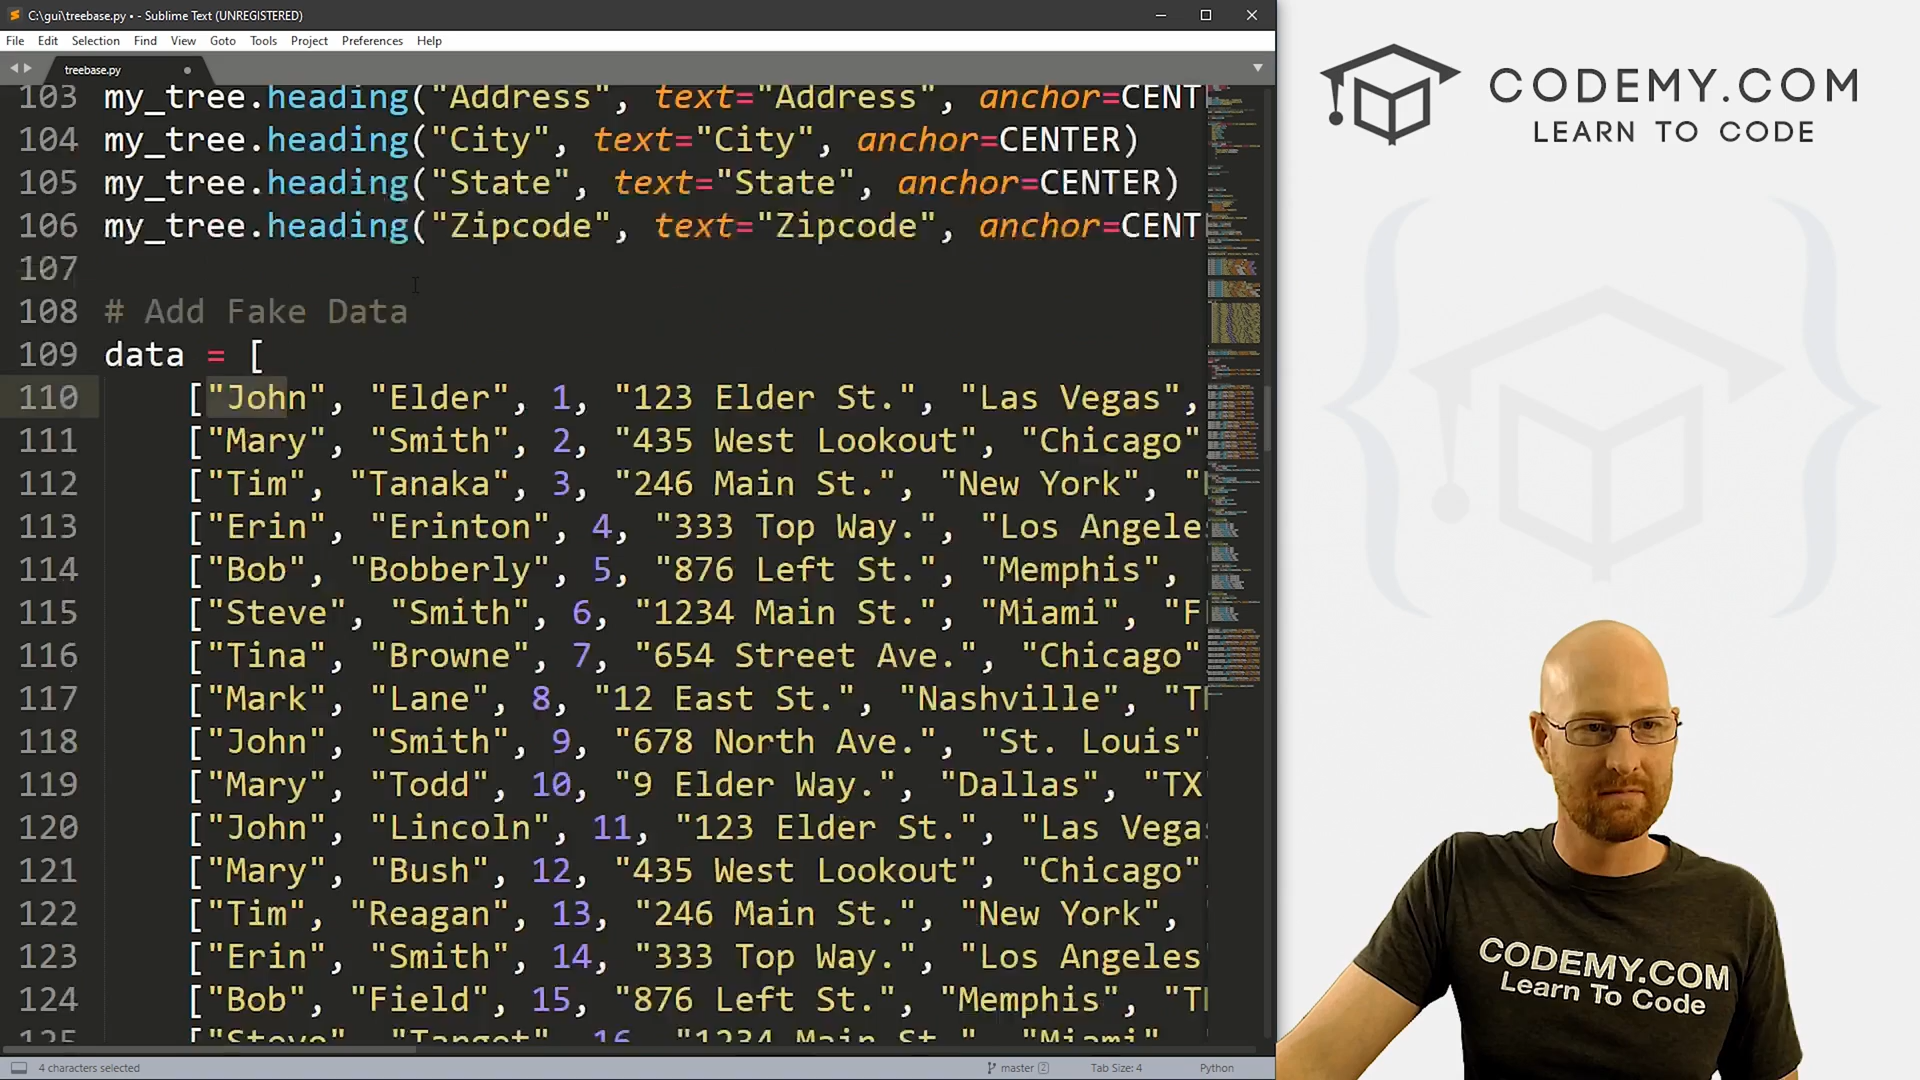 C:\gui\treebase.py • - Sublime Text (UNREGISTERED)
File Edit Selection Find View Goto Tools Project Preferences Help
treebase.py
103 my_tree.heading("Address", text="Address", anchor=CENT
104 my_tree.heading("City", text="City", anchor=CENTER)
105 my_tree.heading("State", text="State", anchor=CENTER)
106 my_tree.heading("Zipcode", text="Zipcode", anchor=CENT
107
108 # Add Fake Data
109 data = [
110 ["John", "Elder", 1, "123 Elder St.", "Las Vegas",
111 ["Mary", "Smith", 2, "435 West Lookout", "Chicago"
112 ["Tim", "Tanaka", 3, "246 Main St.", "New York", "
113 ["Erin", "Erinton", 4, "333 Top Way.", "Los Angele
114 ["Bob", "Bobberly", 5, "876 Left St.", "Memphis",
115 ["Steve", "Smith", 6, "1234 Main St.", "Miami", "F
116 ["Tina", "Browne", 7, "654 Street Ave.", "Chicago"
117 ["Mark", "Lane", 8, "12 East St.", "Nashville", "T
118 ["John", "Smith", 9, "678 North Ave.", "St. Louis"
119 ["Mary", "Todd", 10, "9 Elder Way.", "Dallas", "TX
120 ["John", "Lincoln", 11, "123 Elder St.", "Las Vega
121 ["Mary", "Bush", 12, "435 West Lookout", "Chicago"
122 ["Tim", "Reagan", 13, "246 Main St.", "New York",
123 ["Erin", "Smith", 14, "333 Top Way.", "Los Angeles
124 ["Bob", "Field", 15, "876 Left St.", "Memphis", "T
125 ["Steve", "Target", 16, "1234 Main St.", "Miami"
4 characters selected
master 2
Tab Size: 4
Python
CODEMY.COM
LEARN TO CODE
CODEMY.COM
Learn To Code